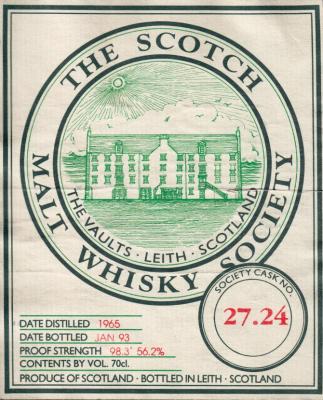 THE SCOTCH
MALT WHISKY SOCIETY
THE VAULTS · LEITH · SCOTLAND
SOCIETY CASK NO.
27.24
DATE DISTILLED 1965
DATE BOTTLED JAN 93
PROOF STRENGTH 98.3° 56.2%
CONTENTS BY VOL. 70cl.
PRODUCE OF SCOTLAND · BOTTLED IN LEITH · SCOTLAND